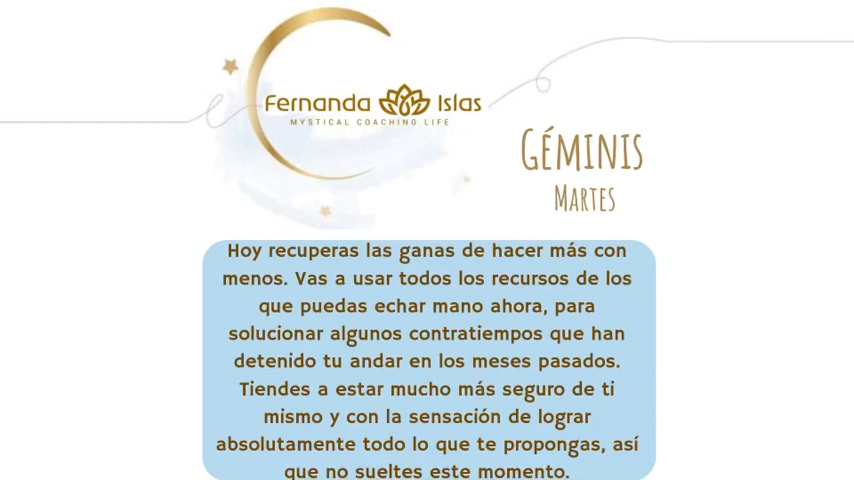 Fernanda Islas
MYSTICAL COACHING LIFE
GÉMINIS
MARTES
Hoy recuperas las ganas de hacer más con
menos. Vas a usar todos los recursos de los
que puedas echar mano ahora, para
solucionar algunos contratiempos que han
detenido tu andar en los meses pasados.
Tiendes a estar mucho más seguro de ti
mismo y con la sensación de lograr
absolutamente todo lo que te propongas, así
que no sueltes este momento.